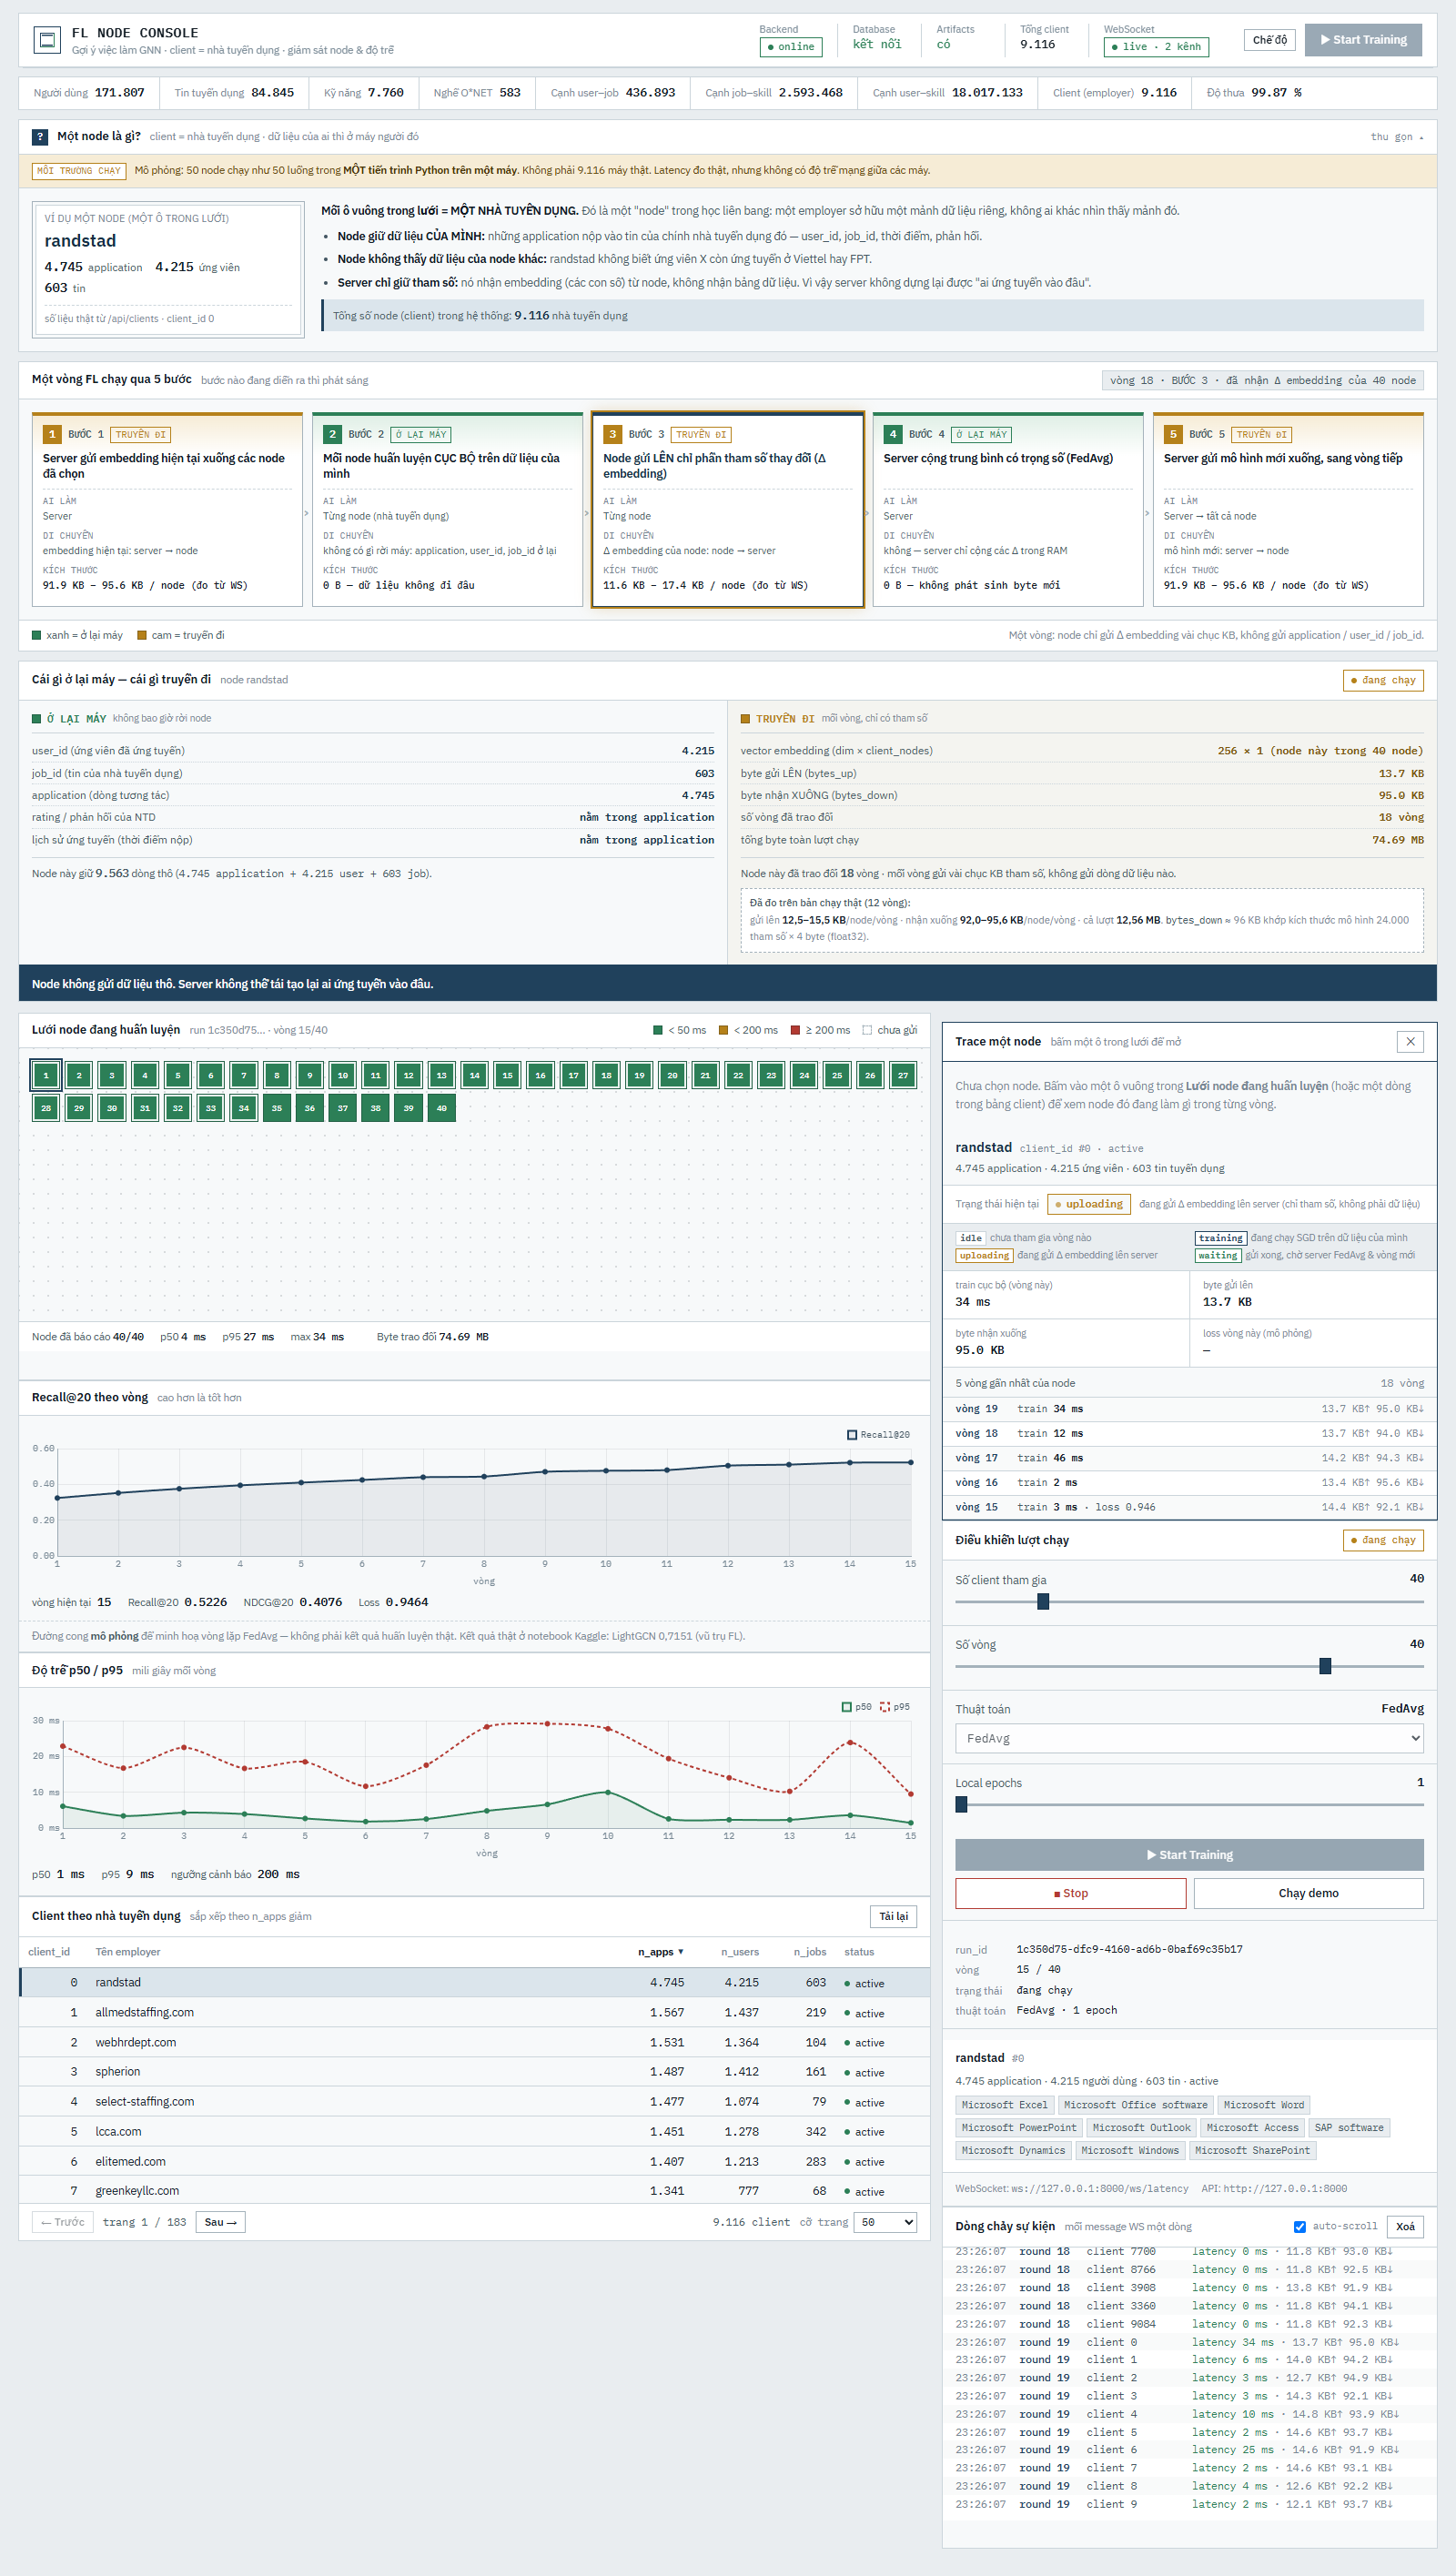 FL NODE CONSOLE
Gợi ý việc làm GNN · client = nhà tuyển dụng · giám sát node & độ trễ
Backend
● online
Database
kết nối
Artifacts
có
Tổng client
9.116
WebSocket
● live · 2 kênh
Chế độ
▶ Start Training
Người dùng 171.807
Tin tuyển dụng 84.845
Kỹ năng 7.760
Nghề O*NET 583
Cạnh user–job 436.893
Cạnh job–skill 2.593.468
Cạnh user–skill 18.017.133
Client (employer) 9.116
Độ thưa 99.87 %
? Một node là gì? client = nhà tuyển dụng · dữ liệu của ai thì ở máy người đó
thu gọn
MÔI TRƯỜNG CHẠY Mô phỏng: 50 node chạy như 50 luồng trong MỘT tiến trình Python trên một máy. Không phải 9.116 máy thật. Latency đo thật, nhưng không có độ trễ mạng giữa các máy.
VÍ DỤ MỘT NODE (MỘT Ô TRONG LƯỚI)
randstad
4.745 application 4.215 ứng viên
603 tin
số liệu thật từ /api/clients · client_id 0
Mỗi ô vuông trong lưới = MỘT NHÀ TUYỂN DỤNG. Đó là một "node" trong học liên bang: một employer sở hữu một mảnh dữ liệu riêng, không ai khác nhìn thấy mảnh đó.
• Node giữ dữ liệu CỦA MÌNH: những application nộp vào tin của chính nhà tuyển dụng đó — user_id, job_id, thời điểm, phản hồi.
• Node không thấy dữ liệu của node khác: randstad không biết ứng viên X còn ứng tuyển ở Viettel hay FPT.
• Server chỉ giữ tham số: nó nhận embedding (các con số) từ node, không nhận bảng dữ liệu. Vì vậy server không dựng lại được "ai ứng tuyển vào đâu".
Tổng số node (client) trong hệ thống: 9.116 nhà tuyển dụng
Một vòng FL chạy qua 5 bước bước nào đang diễn ra thì phát sáng
vòng 18 · BƯỚC 3 · đã nhận Δ embedding của 40 node
1 BƯỚC 1 TRUYỀN ĐI
Server gửi embedding hiện tại xuống các node đã chọn
AI LÀM
Server
DI CHUYỂN
embedding hiện tại: server → node
KÍCH THƯỚC
91.9 KB – 95.6 KB / node (đo từ WS)
2 BƯỚC 2 Ở LẠI MÁY
Mỗi node huấn luyện CỤC BỘ trên dữ liệu của mình
AI LÀM
Từng node (nhà tuyển dụng)
DI CHUYỂN
không có gì rời máy: application, user_id, job_id ở lại
KÍCH THƯỚC
0 B — dữ liệu không đi đâu
3 BƯỚC 3 TRUYỀN ĐI
Node gửi LÊN chỉ phần tham số thay đổi (Δ embedding)
AI LÀM
Từng node
DI CHUYỂN
Δ embedding của node: node → server
KÍCH THƯỚC
11.6 KB – 17.4 KB / node (đo từ WS)
4 BƯỚC 4 Ở LẠI MÁY
Server cộng trung bình có trọng số (FedAvg)
AI LÀM
Server
DI CHUYỂN
không — server chỉ cộng các Δ trong RAM
KÍCH THƯỚC
0 B — không phát sinh byte mới
5 BƯỚC 5 TRUYỀN ĐI
Server gửi mô hình mới xuống, sang vòng tiếp
AI LÀM
Server → tất cả node
DI CHUYỂN
mô hình mới: server → node
KÍCH THƯỚC
91.9 KB – 95.6 KB / node (đo từ WS)
xanh = ở lại máy cam = truyền đi
Một vòng: node chỉ gửi Δ embedding vài chục KB, không gửi application / user_id / job_id.
Cái gì ở lại máy — cái gì truyền đi node randstad
● đang chạy
Ở LẠI MÁY không bao giờ rời node
user_id (ứng viên đã ứng tuyển) 4.215
job_id (tin của nhà tuyển dụng) 603
application (dòng tương tác) 4.745
rating / phản hồi của NTD nằm trong application
lịch sử ứng tuyển (thời điểm nộp) nằm trong application
Node này giữ 9.563 dòng thô (4.745 application + 4.215 user + 603 job).
TRUYỀN ĐI mỗi vòng, chỉ có tham số
vector embedding (dim × client_nodes) 256 × 1 (node này trong 40 node)
byte gửi LÊN (bytes_up) 13.7 KB
byte nhận XUỐNG (bytes_down) 95.0 KB
số vòng đã trao đổi 18 vòng
tổng byte toàn lượt chạy 74.69 MB
Node này đã trao đổi 18 vòng · mỗi vòng gửi vài chục KB tham số, không gửi dòng dữ liệu nào.
Đã đo trên bản chạy thật (12 vòng):
gửi lên 12,5–15,5 KB/node/vòng · nhận xuống 92,0–95,6 KB/node/vòng · cả lượt 12,56 MB. bytes_down ≈ 96 KB khớp kích thước mô hình 24.000
tham số × 4 byte (float32).
Node không gửi dữ liệu thô. Server không thể tái tạo lại ai ứng tuyển vào đâu.
Lưới node đang huấn luyện run 1c350d75… · vòng 15/40
< 50 ms < 200 ms ≥ 200 ms chưa gửi
1 2 3 4 5 6 7 8 9 10 11 12 13 14 15 16 17 18 19 20 21 22 23 24 25 26 27
28 29 30 31 32 33 34 35 36 37 38 39 40
Node đã báo cáo 40/40 p50 4 ms p95 27 ms max 34 ms Byte trao đổi 74.69 MB
Recall@20 theo vòng cao hơn là tốt hơn
Recall@20
0.60
0.40
0.20
0.00
1 2 3 4 5 6 7 8 9 10 11 12 13 14 15
vòng
vòng hiện tại 15 Recall@20 0.5226 NDCG@20 0.4076 Loss 0.9464
Đường cong mô phỏng để minh hoạ vòng lặp FedAvg — không phải kết quả huấn luyện thật. Kết quả thật ở notebook Kaggle: LightGCN 0,7151 (vũ trụ FL).
Độ trễ p50 / p95 mili giây mỗi vòng
p50 p95
30 ms
20 ms
10 ms
0 ms
1 2 3 4 5 6 7 8 9 10 11 12 13 14 15
vòng
p50 1 ms p95 9 ms ngưỡng cảnh báo 200 ms
Client theo nhà tuyển dụng sắp xếp theo n_apps giảm
Tải lại
client_id Tên employer n_apps ▼ n_users n_jobs status
0 randstad 4.745 4.215 603 ● active
1 allmedstaffing.com 1.567 1.437 219 ● active
2 webhrdept.com 1.531 1.364 104 ● active
3 spherion 1.487 1.412 161 ● active
4 select-staffing.com 1.477 1.074 79 ● active
5 lcca.com 1.451 1.278 342 ● active
6 elitemed.com 1.407 1.213 283 ● active
7 greenkeyllc.com 1.341 777 68 ● active
← Trước trang 1 / 183 Sau →
9.116 client cỡ trang 50
Trace một node bấm một ô trong lưới để mở
×
Chưa chọn node. Bấm vào một ô vuông trong Lưới node đang huấn luyện (hoặc một dòng
trong bảng client) để xem node đó đang làm gì trong từng vòng.
randstad client_id #0 · active
4.745 application · 4.215 ứng viên · 603 tin tuyển dụng
Trạng thái hiện tại ● uploading đang gửi Δ embedding lên server (chỉ tham số, không phải dữ liệu)
idle chưa tham gia vòng nào
training đang chạy SGD trên dữ liệu của mình
uploading đang gửi Δ embedding lên server
waiting gửi xong, chờ server FedAvg & vòng mới
train cục bộ (vòng này)
34 ms
byte gửi lên
13.7 KB
byte nhận xuống
95.0 KB
loss vòng này (mô phỏng)
—
5 vòng gần nhất của node 18 vòng
vòng 19 train 34 ms 13.7 KB↑ 95.0 KB↓
vòng 18 train 12 ms 13.7 KB↑ 94.0 KB↓
vòng 17 train 46 ms 14.2 KB↑ 94.3 KB↓
vòng 16 train 2 ms 13.4 KB↑ 95.6 KB↓
vòng 15 train 3 ms · loss 0.946 14.4 KB↑ 92.1 KB↓
Điều khiển lượt chạy
● đang chạy
Số client tham gia 40
Số vòng 40
Thuật toán FedAvg
FedAvg
Local epochs 1
▶ Start Training
■ Stop
Chạy demo
run_id 1c350d75-dfc9-4160-ad6b-0baf69c35b17
vòng 15 / 40
trạng thái đang chạy
thuật toán FedAvg · 1 epoch
randstad #0
4.745 application · 4.215 người dùng · 603 tin · active
Microsoft Excel Microsoft Office software Microsoft Word
Microsoft PowerPoint Microsoft Outlook Microsoft Access SAP software
Microsoft Dynamics Microsoft Windows Microsoft SharePoint
WebSocket: ws://127.0.0.1:8000/ws/latency API: http://127.0.0.1:8000
Dòng chảy sự kiện mỗi message WS một dòng
auto-scroll
Xoá
23:26:07 round 18 client 7700 latency 0 ms · 11.8 KB↑ 93.0 KB↓
23:26:07 round 18 client 8766 latency 0 ms · 11.8 KB↑ 92.5 KB↓
23:26:07 round 18 client 3908 latency 0 ms · 13.8 KB↑ 91.9 KB↓
23:26:07 round 18 client 3360 latency 0 ms · 11.8 KB↑ 94.1 KB↓
23:26:07 round 18 client 9084 latency 0 ms · 11.8 KB↑ 92.3 KB↓
23:26:07 round 19 client 0 latency 34 ms · 13.7 KB↑ 95.0 KB↓
23:26:07 round 19 client 1 latency 6 ms · 14.0 KB↑ 94.2 KB↓
23:26:07 round 19 client 2 latency 3 ms · 12.7 KB↑ 94.9 KB↓
23:26:07 round 19 client 3 latency 3 ms · 14.3 KB↑ 92.1 KB↓
23:26:07 round 19 client 4 latency 10 ms · 14.8 KB↑ 93.9 KB↓
23:26:07 round 19 client 5 latency 2 ms · 14.6 KB↑ 93.7 KB↓
23:26:07 round 19 client 6 latency 25 ms · 14.6 KB↑ 91.9 KB↓
23:26:07 round 19 client 7 latency 2 ms · 14.6 KB↑ 93.1 KB↓
23:26:07 round 19 client 8 latency 4 ms · 12.6 KB↑ 92.2 KB↓
23:26:07 round 19 client 9 latency 2 ms · 12.1 KB↑ 93.7 KB↓